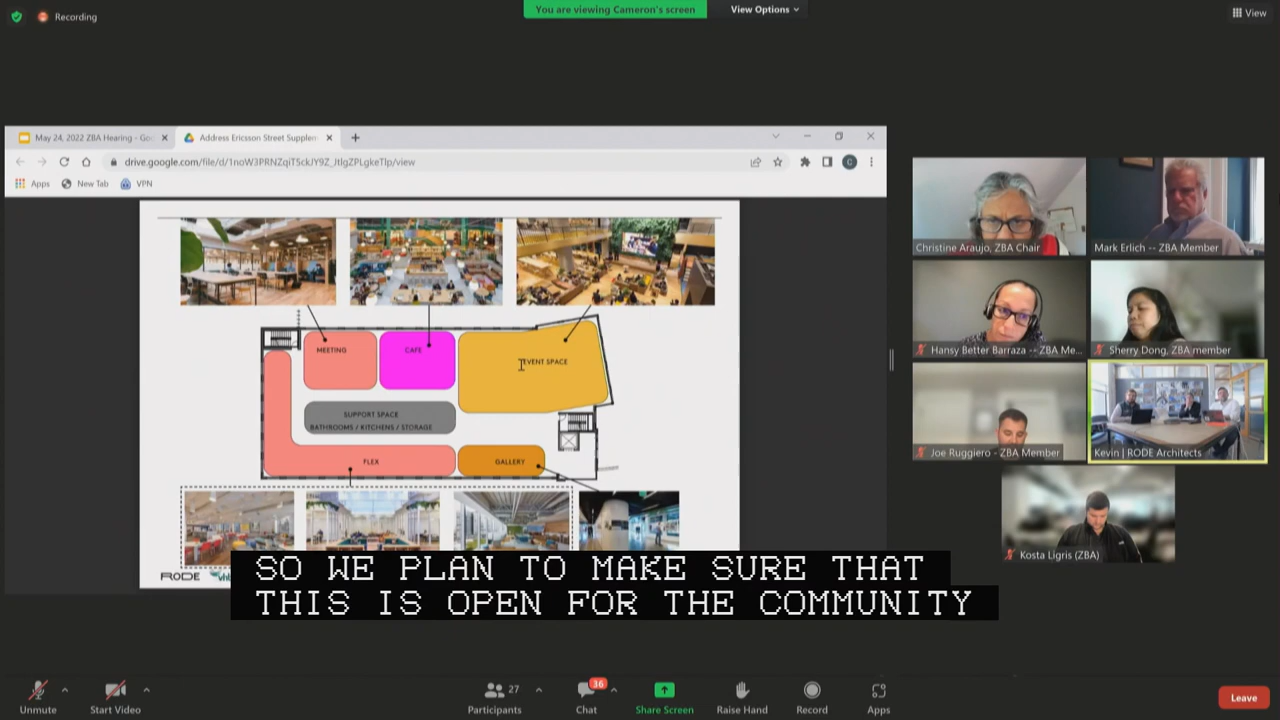 Recording
You are viewing Cameron's screen
View Options
View
May 24, 2022 ZBA Hearing - Goo
Address Ericsson Street Supplem
drive.google.com/file/d/1noW3PRNZqiT5ckJY9Z_JtlgZPLgkeTlp/view
C
Apps
New Tab
VPN
MEETING
CAFE
EVENT SPACE
SUPPORT SPACE
BATHROOMS / KITCHENS / STORAGE
FLEX
GALLERY
RODE
vhb
Christine Araujo, ZBA Chair
Mark Erlich -- ZBA Member
Hansy Better Barraza -- ZBA Me...
Sherry Dong, ZBA member
Joe Ruggiero - ZBA Member
Kevin | RODE Architects
Kosta Ligris (ZBA)
SO WE PLAN TO MAKE SURE THAT
THIS IS OPEN FOR THE COMMUNITY
Unmute
Start Video
27
Participants
36
Chat
Share Screen
Raise Hand
Record
Apps
Leave